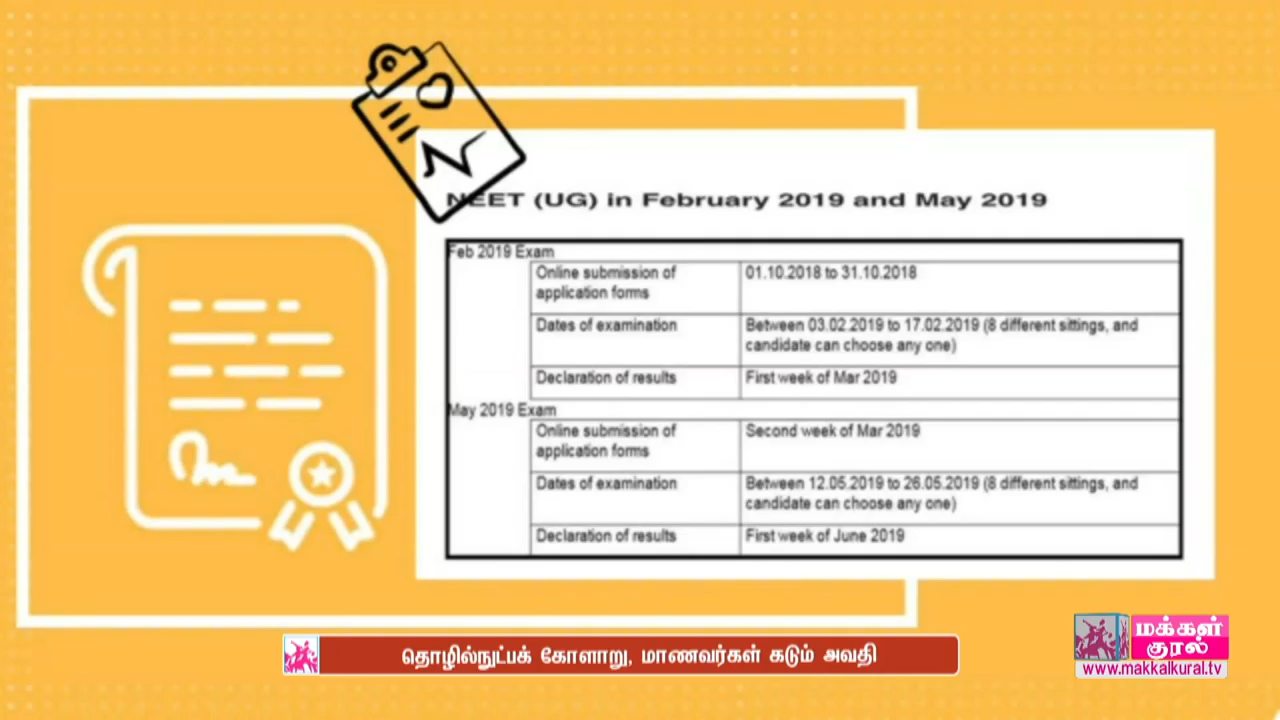 NEET (UG) in February 2019 and May 2019
Feb 2019 Exam
Online submission of
application forms
01.10.2018 to 31.10.2018
Dates of examination
Between 03.02.2019 to 17.02.2019 (8 different sittings, and
candidate can choose any one)
Declaration of results
First week of Mar 2019
May 2019 Exam
Online submission of
application forms
Second week of Mar 2019
Dates of examination
Between 12.05.2019 to 26.05.2019 (8 different sittings, and
candidate can choose any one)
Declaration of results
First week of June 2019
தொழில்நுட்பக் கோளாறு, மாணவர்கள் கடும் அவதி
மக்கள்
குரல்
www.makkalkural.tv